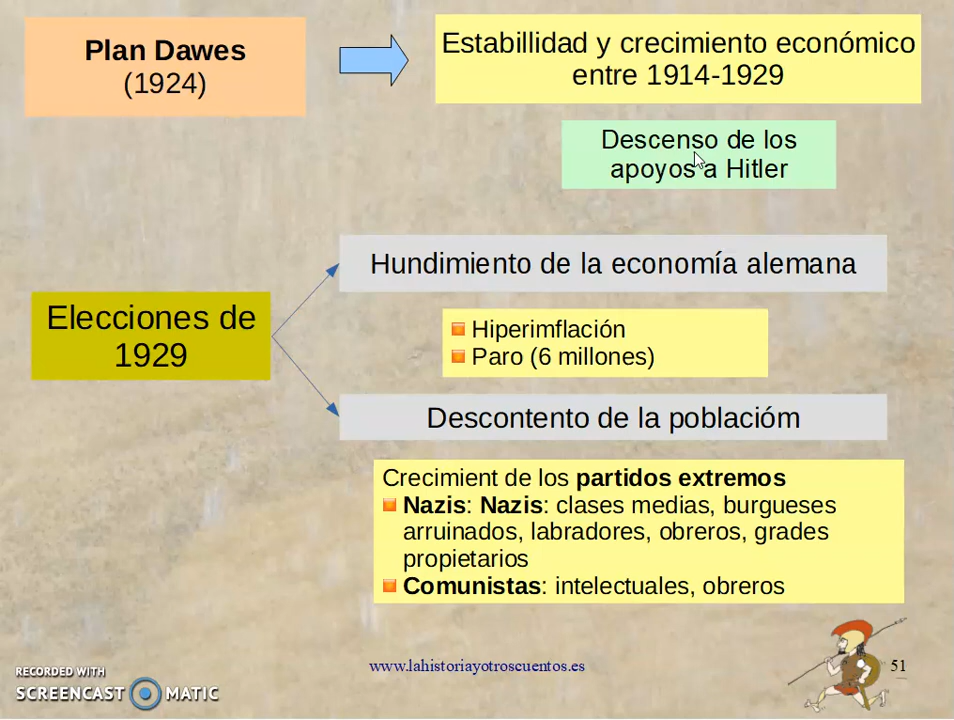 Plan Dawes
(1924)
Estabillidad y crecimiento económico
entre 1914-1929
Descenso de los
apoyos a Hitler
Hundimiento de la economía alemana
Elecciones de
1929
Hiperimflación
Paro (6 millones)
Descontento de la poblacióm
Crecimient de los partidos extremos
Nazis: Nazis: clases medias, burgueses
arruinados, labradores, obreros, grades
propietarios
Comunistas: intelectuales, obreros
www.lahistoriayotroscuentos.es
51
RECORDED WITH
SCREENCAST MATIC